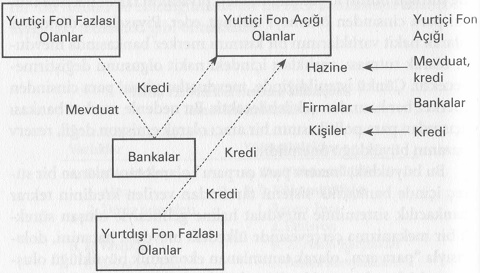 Yurtiçi Fon Fazlası
Olanlar
Yurtiçi Fon Açığı
Olanlar
Yurtiçi Fon
Açığı
Hazine
Mevduat,
kredi
Kredi
Mevduat
Firmalar
Bankalar
Kişiler
Kredi
Bankalar
Kredi
Kredi
Yurtdışı Fon Fazlası
Olanlar